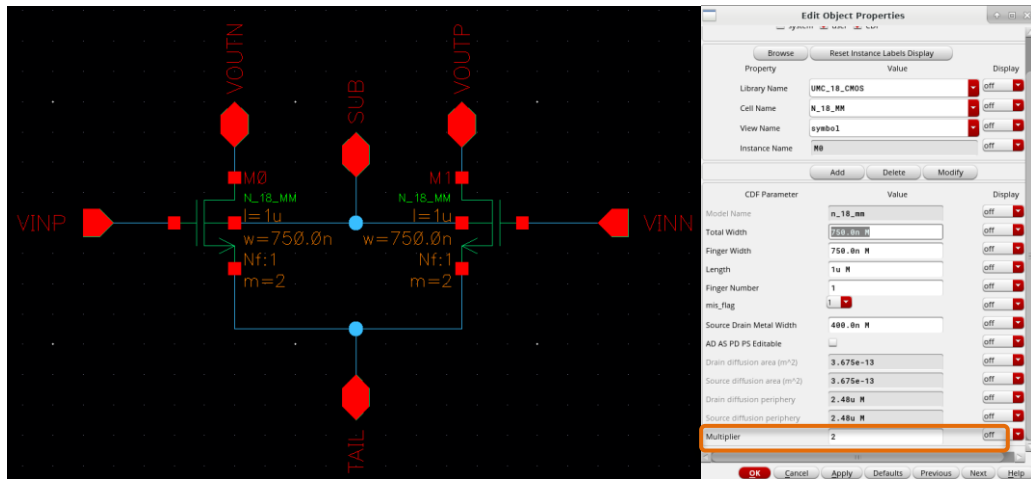 VOUTN
VOUTP
SUB
M0
M1
N_18_MM
N_18_MM
l=1u
l=1u
VINP
VINN
w=750.0n
w=750.0n
Nf:1
Nf:1
m=2
m=2
TAIL
Edit Object Properties
system user CDF
Browse Reset Instance Labels Display
Property Value Display
Library Name UMC_18_CMOS off
Cell Name N_18_MM off
View Name symbol off
Instance Name M0 off
Add Delete Modify
CDF Parameter Value Display
Model Name n_18_mm off
Total Width 750.0n M off
Finger Width 750.0n M off
Length 1u M off
Finger Number 1 off
mis_flag 1 off
Source Drain Metal Width 400.0n M off
AD AS PD PS Editable off
Drain diffusion area (m^2) 3.675e-13 off
Source diffusion area (m^2) 3.675e-13 off
Drain diffusion periphery 2.48u M off
Source diffusion periphery 2.48u M off
Multiplier 2 off
OK Cancel Apply Defaults Previous Next Help